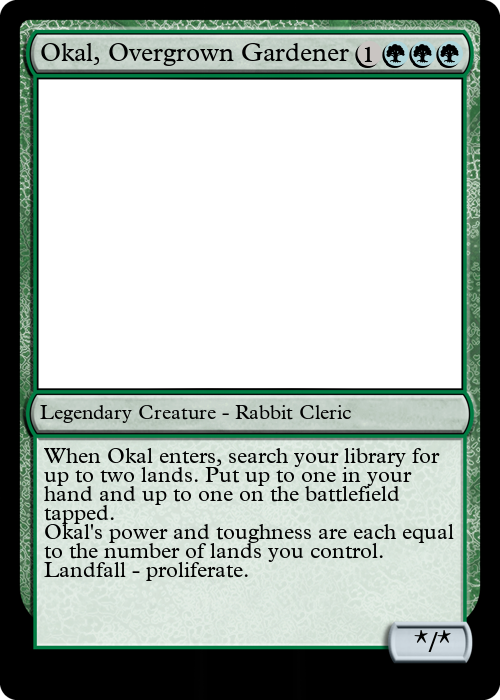 Okal, Overgrown Gardener 1
Legendary Creature - Rabbit Cleric
When Okal enters, search your library for
up to two lands. Put up to one in your
hand and up to one on the battlefield
tapped.
Okal's power and toughness are each equal
to the number of lands you control.
Landfall - proliferate.
*/*